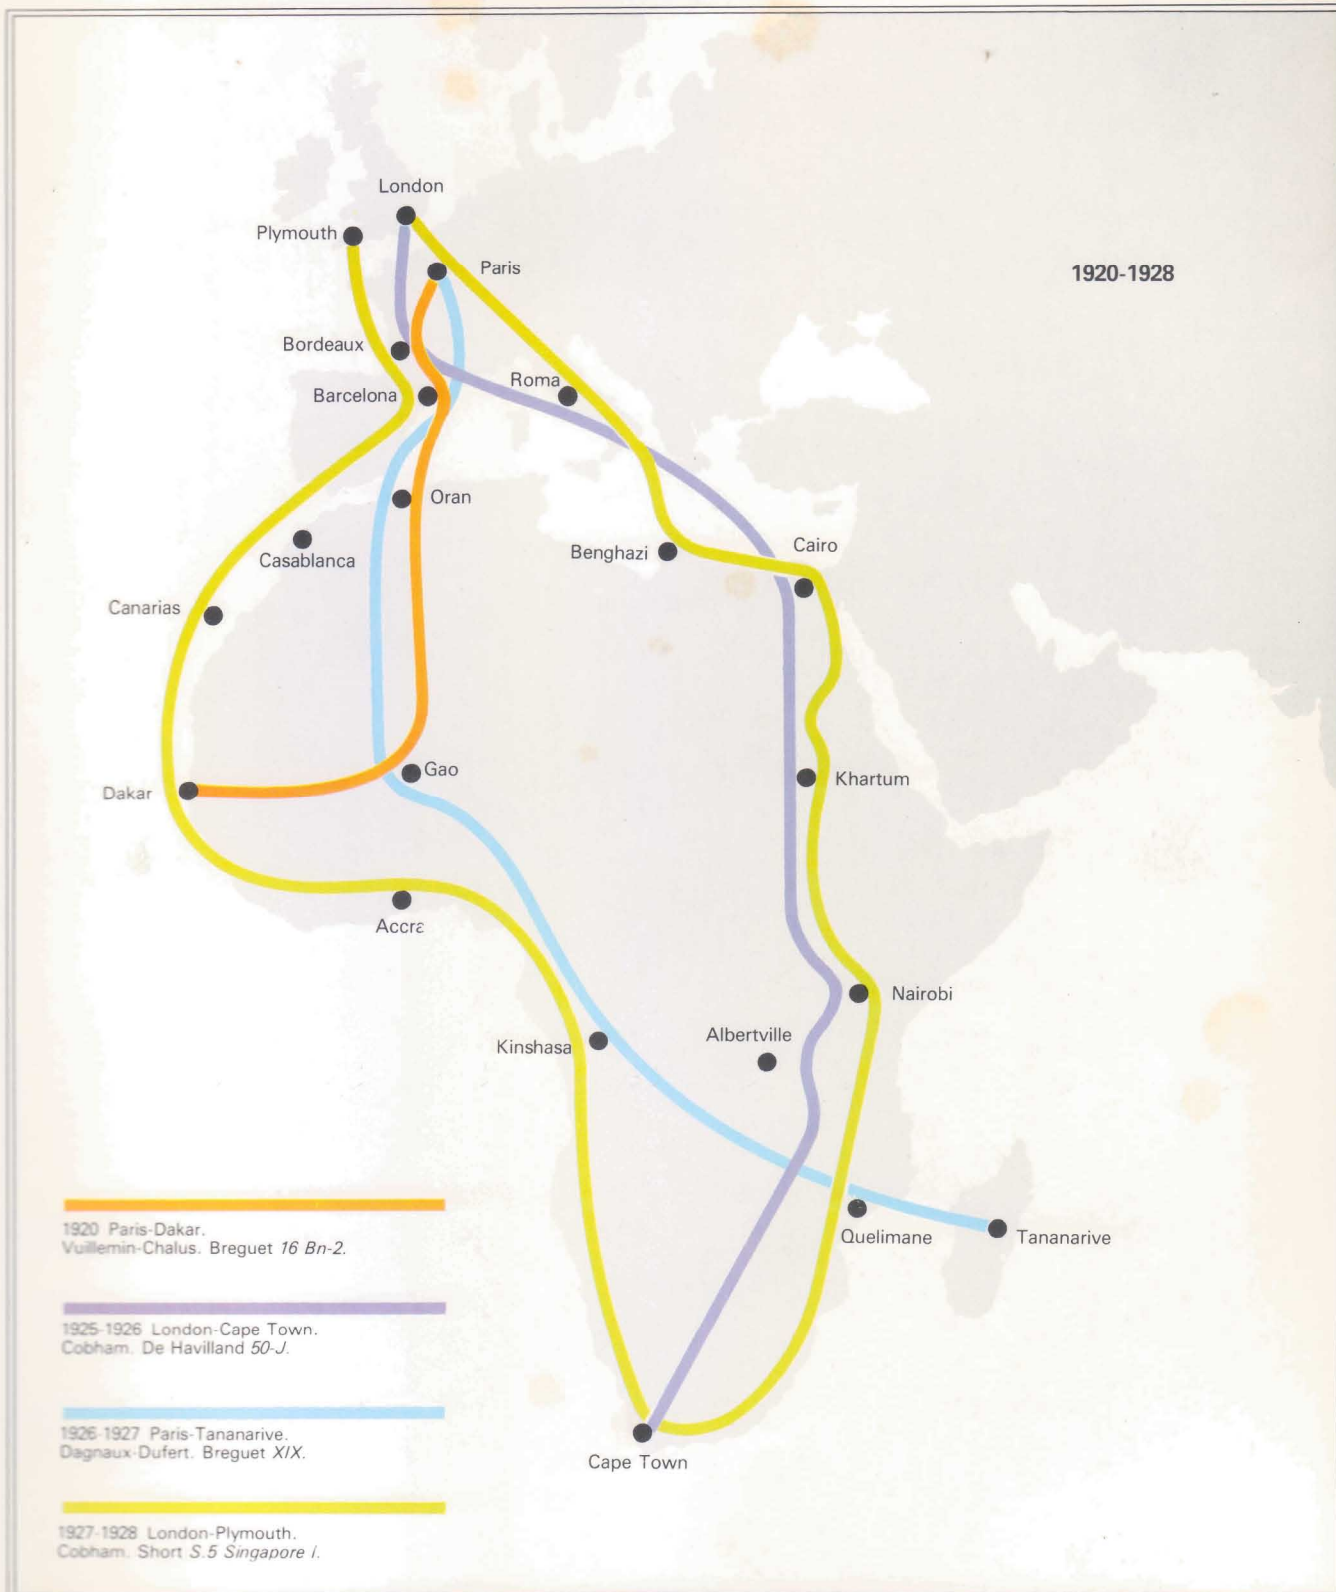 London
Plymouth
Paris
1920-1928
Bordeaux
Roma
Barcelona
Oran
Cairo
Benghazi
Casablanca
Canarias
Gao
Khartum
Dakar
Accra
Nairobi
Albertville
Kinshasa
Quelimane
Tananarive
Cape Town
1920 Paris-Dakar.
Vuillemin-Chalus. Breguet 16 Bn-2.
1925-1926 London-Cape Town.
Cobham. De Havilland 50-J.
1926-1927 Paris-Tananarive.
Dagnaux-Dufert. Breguet XIX.
1927-1928 London-Plymouth.
Cobham. Short S.5 Singapore I.